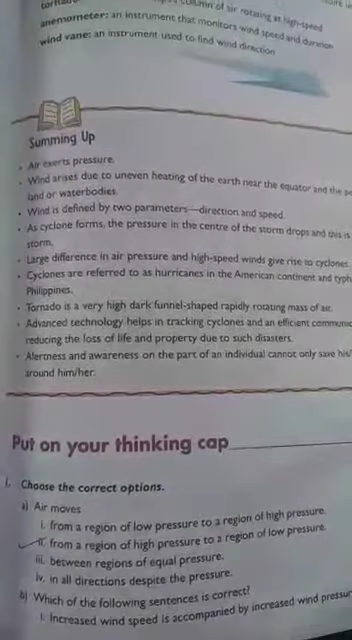 column of air rotating at high-speed
anemometer: an instrument that monitors wind speed and duration
wind vane: an instrument used to find wind direction
Summing Up
• Air exerts pressure.
• Wind arises due to uneven heating of the earth near the equator and the
land or waterbodies.
• Wind is defined by two parameters—direction and speed.
• As cyclone forms, the pressure in the centre of the storm drops and this is
storm.
• Large difference in air pressure and high-speed winds give rise to cyclones.
• Cyclones are referred to as hurricanes in the American continent and typh
Philippines.
• Tornado is a very high dark funnel-shaped rapidly rotating mass of air.
• Advanced technology helps in tracking cyclones and an efficient communic
reducing the loss of life and property due to such disasters.
• Alertness and awareness on the part of an individual cannot only save his/
around him/her.
Put on your thinking cap
1. Choose the correct options.
a) Air moves
i. from a region of low pressure to a region of high pressure.
ii. from a region of high pressure to a region of low pressure.
iii. between regions of equal pressure.
iv. in all directions despite the pressure.
b) Which of the following sentences is correct?
i. Increased wind speed is accompanied by increased wind pressur